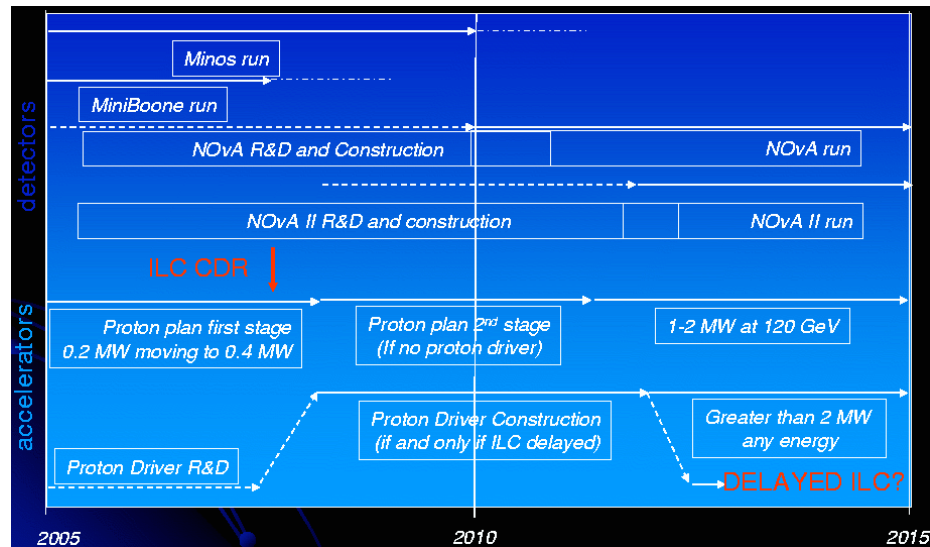 detectors
Minos run
MiniBoone run
NOvA R&D and Construction
NOvA run
NOvA II R&D and construction
NOvA II run
ILC CDR
accelerators
Proton plan first stage
0.2 MW moving to 0.4 MW
Proton plan 2nd stage
(If no proton driver)
1-2 MW at 120 GeV
Proton Driver Construction
(if and only if ILC delayed)
Greater than 2 MW
any energy
Proton Driver R&D
DELAYED ILC?
2005
2010
2015